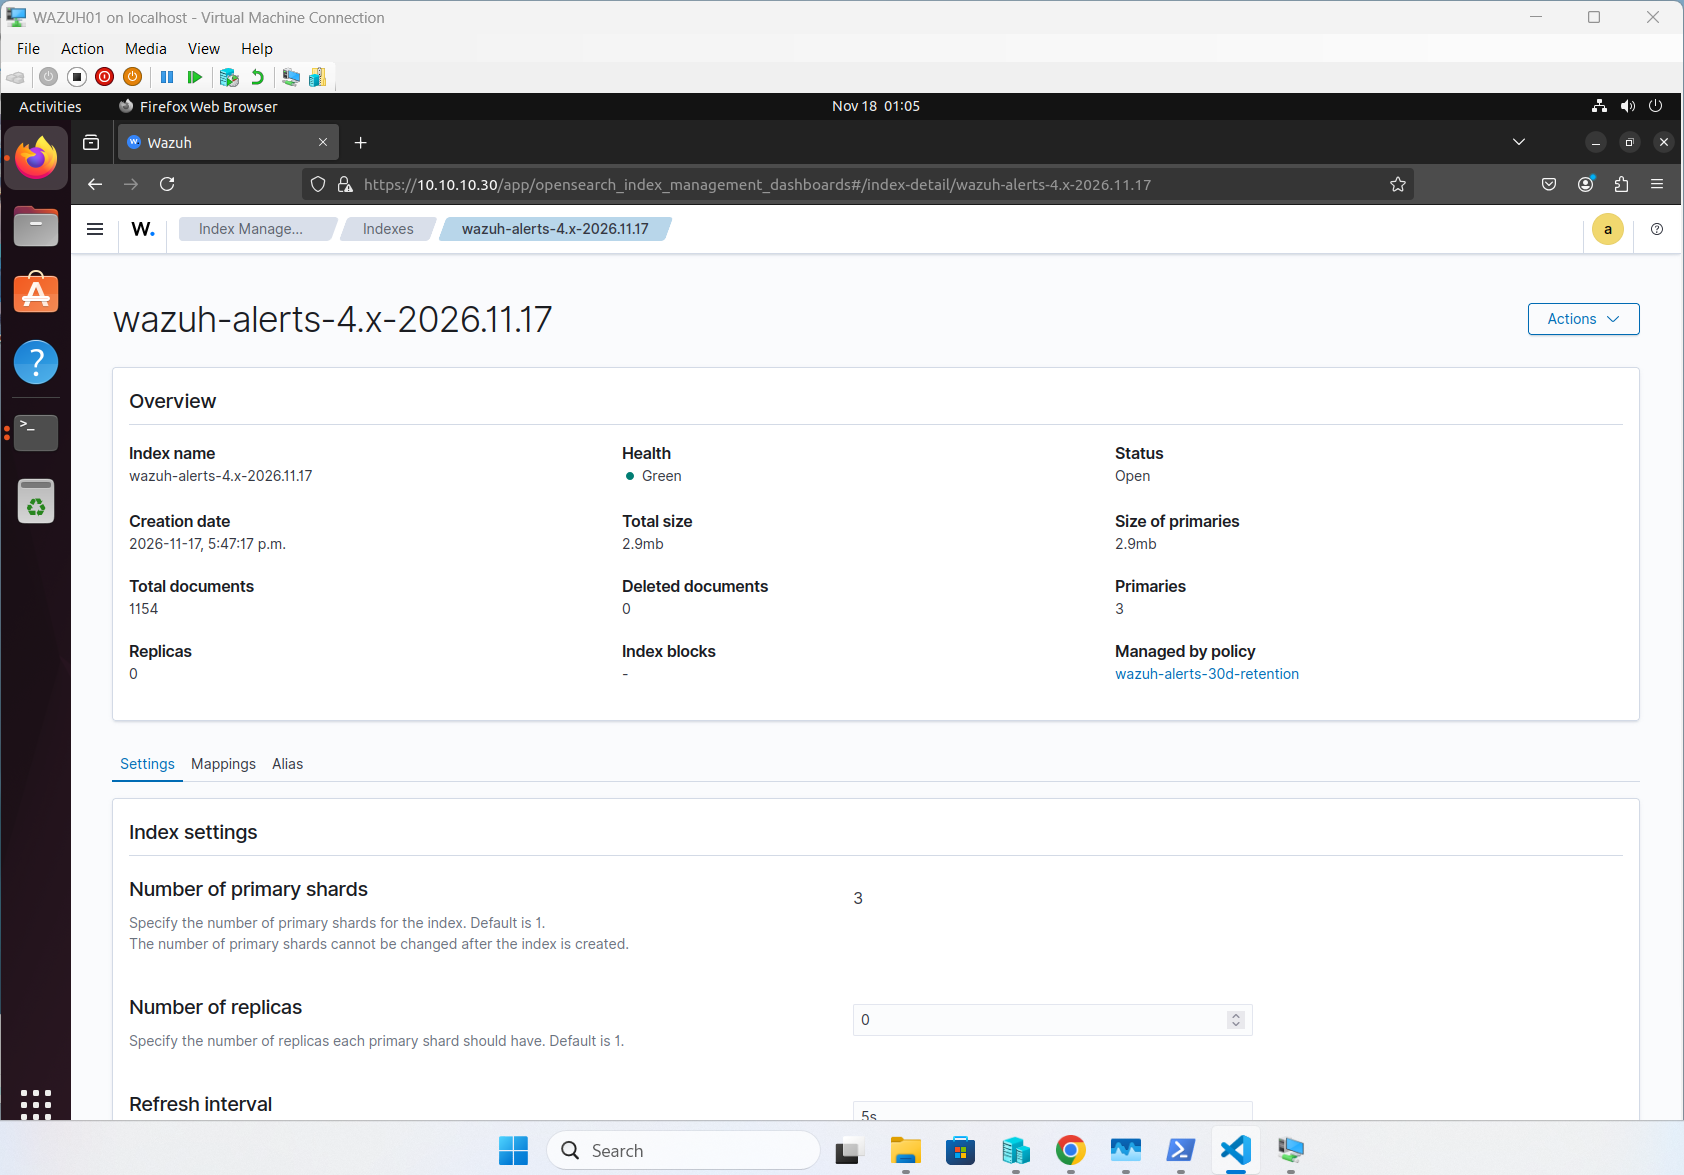 WAZUH01 on localhost - Virtual Machine Connection
File Action Media View Help
Activities Firefox Web Browser Nov 18 01:05
Wazuh
https://10.10.10.30/app/opensearch_index_management_dashboards#/index-detail/wazuh-alerts-4.x-2026.11.17
W. Index Manage... Indexes wazuh-alerts-4.x-2026.11.17 a
wazuh-alerts-4.x-2026.11.17
Actions
Overview
Index name Health Status
wazuh-alerts-4.x-2026.11.17 Green Open
Creation date Total size Size of primaries
2026-11-17, 5:47:17 p.m. 2.9mb 2.9mb
Total documents Deleted documents Primaries
1154 0 3
Replicas Index blocks Managed by policy
0 - wazuh-alerts-30d-retention
Settings Mappings Alias
Index settings
Number of primary shards 3
Specify the number of primary shards for the index. Default is 1.
The number of primary shards cannot be changed after the index is created.
Number of replicas 0
Specify the number of replicas each primary shard should have. Default is 1.
Refresh interval 5s
Search